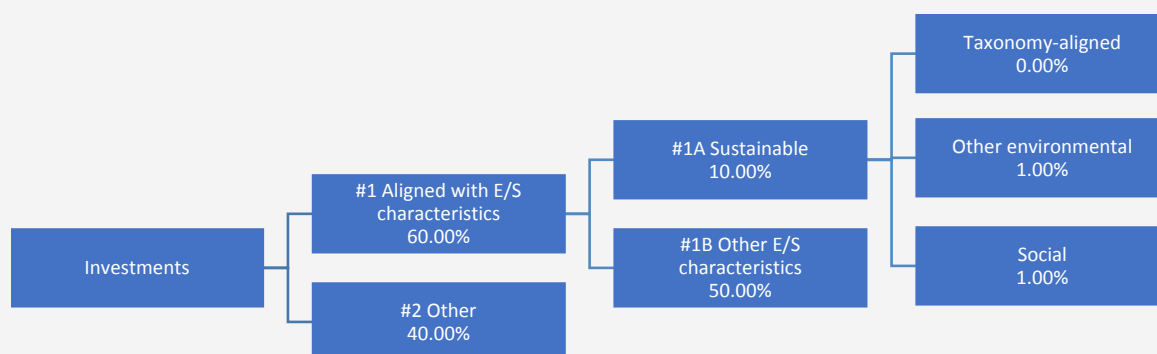 Investments
#1 Aligned with E/S
characteristics
60.00%
#2 Other
40.00%
#1A Sustainable
10.00%
#1B Other E/S
characteristics
50.00%
Taxonomy-aligned
0.00%
Other environmental
1.00%
Social
1.00%